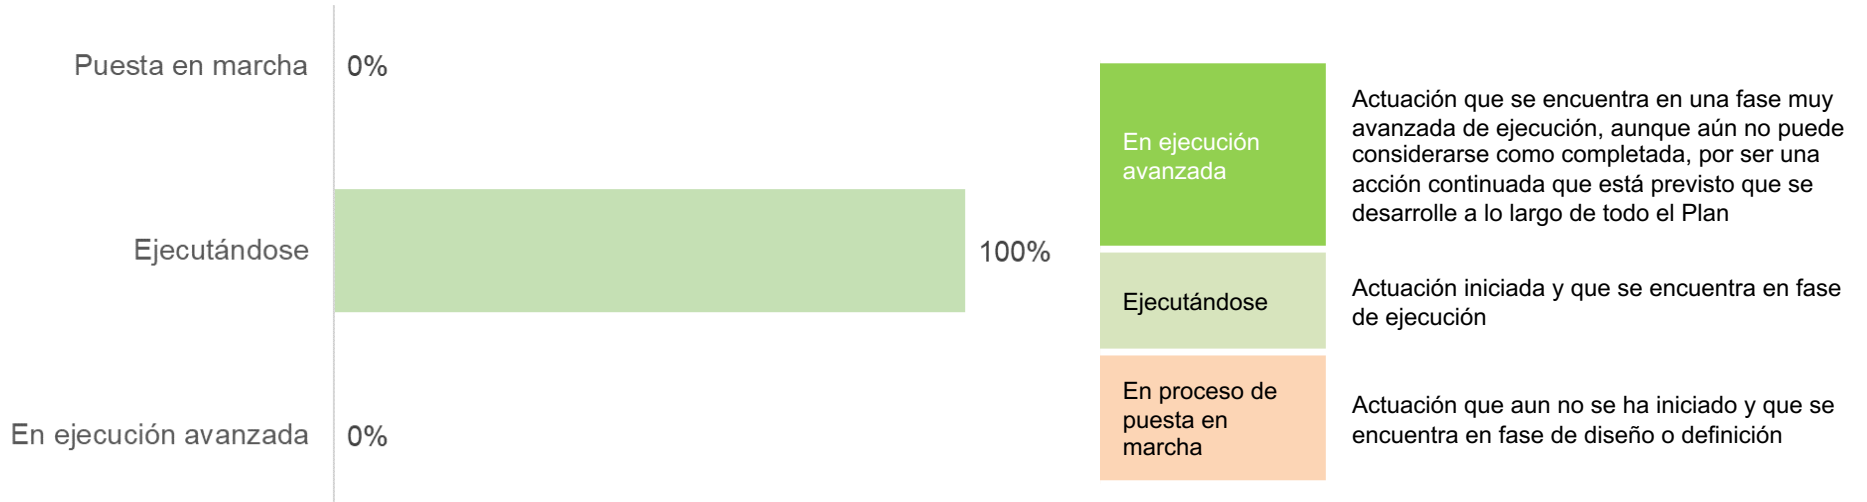 Puesta en marcha
0%
Ejecutándose
100%
En ejecución avanzada
0%
En ejecución
avanzada
Actuación que se encuentra en una fase muy
avanzada de ejecución, aunque aún no puede
considerarse como completada, por ser una
acción continuada que está previsto que se
desarrolle a lo largo de todo el Plan
Ejecutándose
Actuación iniciada y que se encuentra en fase
de ejecución
En proceso de
puesta en
marcha
Actuación que aun no se ha iniciado y que se
encuentra en fase de diseño o definición